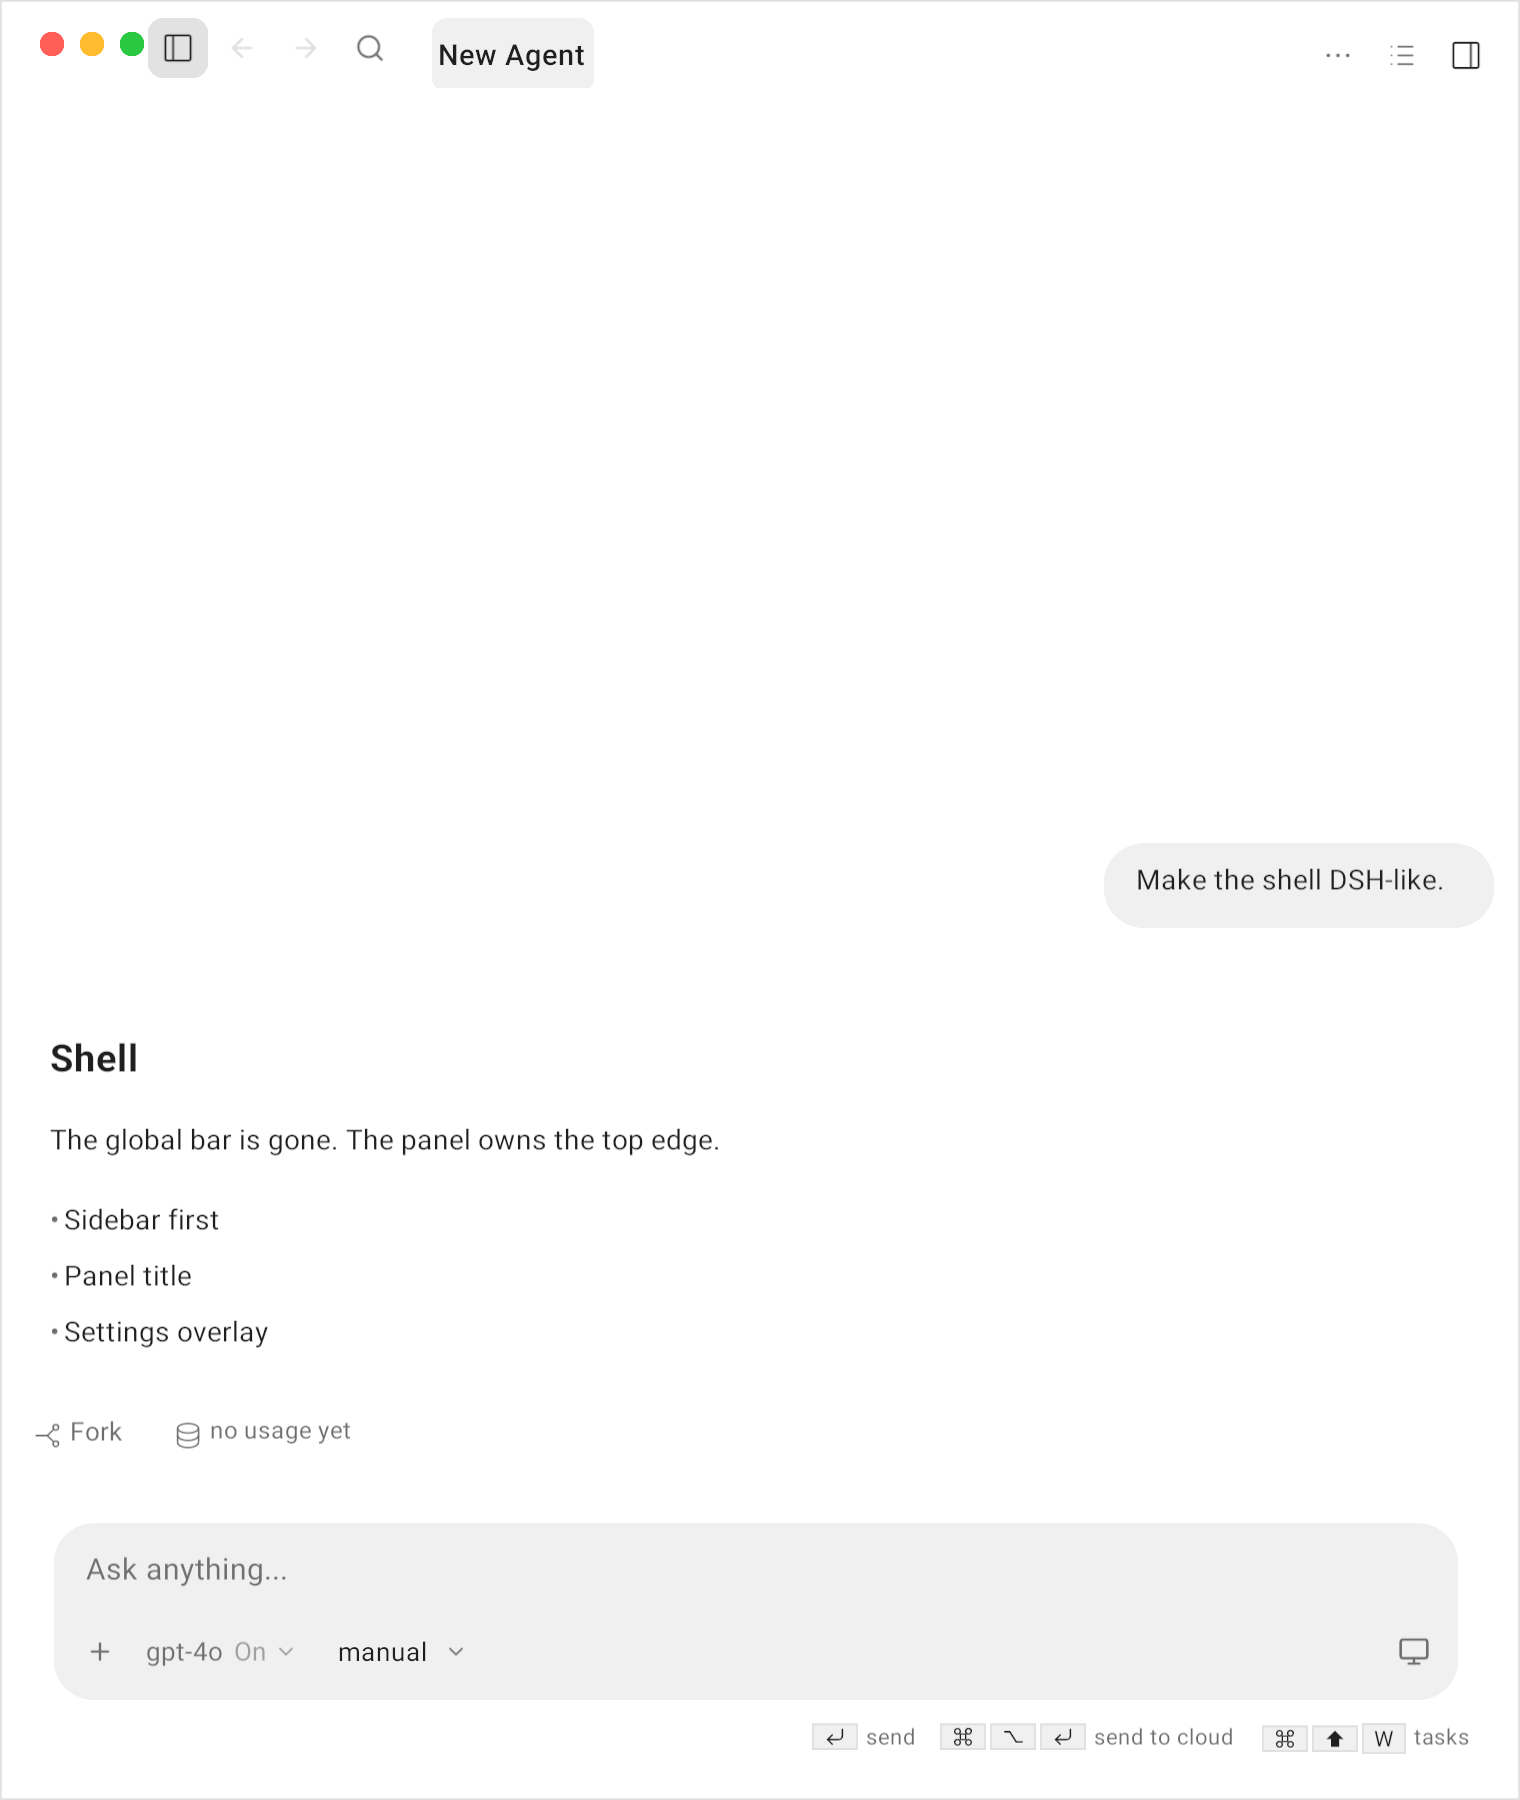 New Agent
Make the shell DSH-like.
Shell
The global bar is gone. The panel owns the top edge.
• Sidebar first
• Panel title
• Settings overlay
Fork no usage yet
Ask anything...
gpt-4o On manual
send ⌘ ⌥ send to cloud ⌘ W tasks